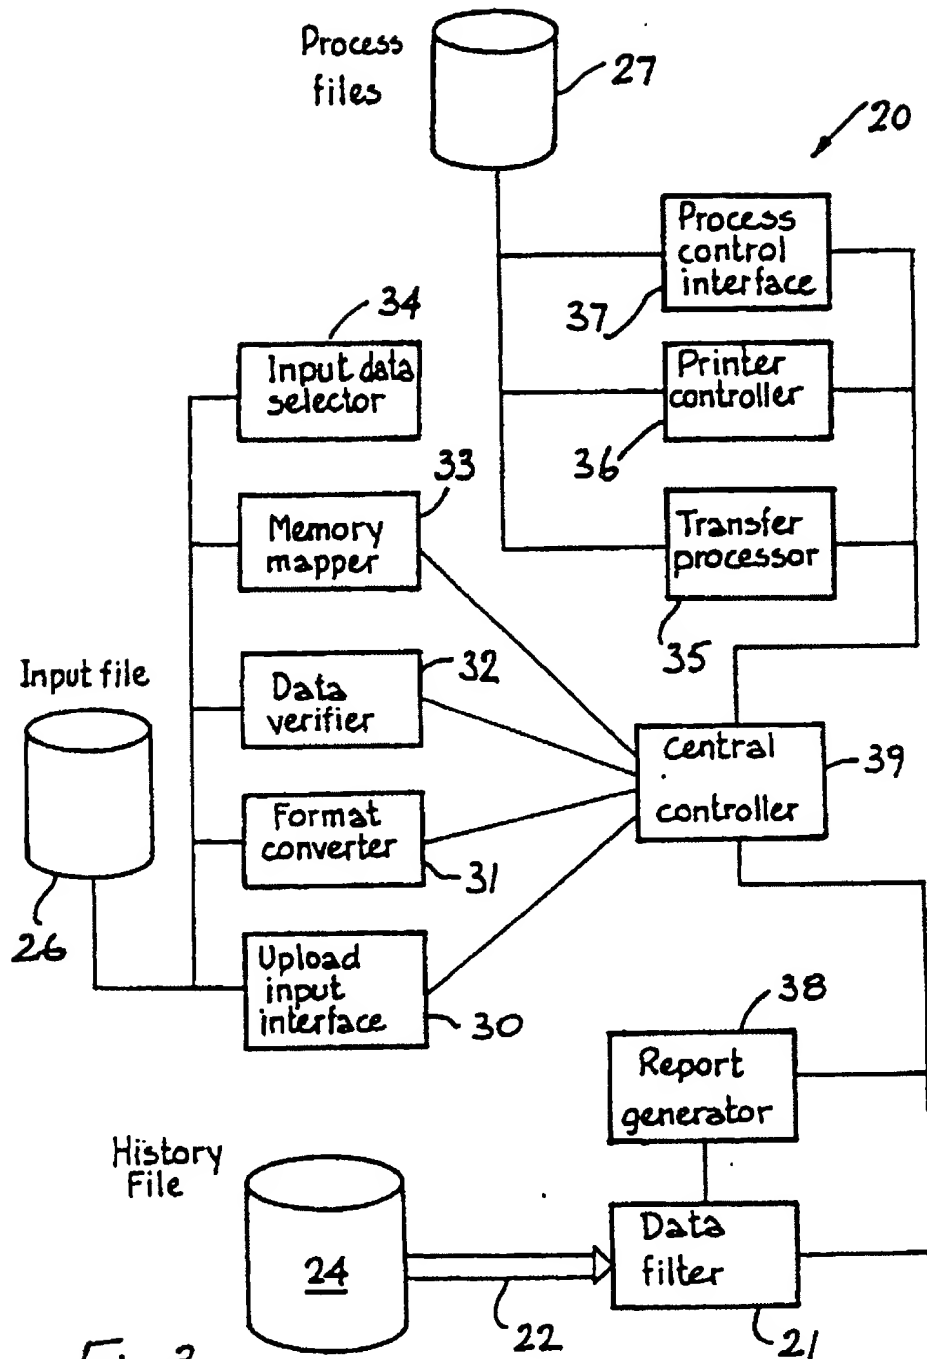 Process
files
27
20
Process
control
interface
37
34
Input data
selector
Printer
controller
36
33
Memory
mapper
Transfer
processor
35
Input file
32
Data
verifier
Central
controller
39
Format
converter
31
26
Upload
input
interface
30
38
Report
generator
History
File
24
Data
filter
22
21